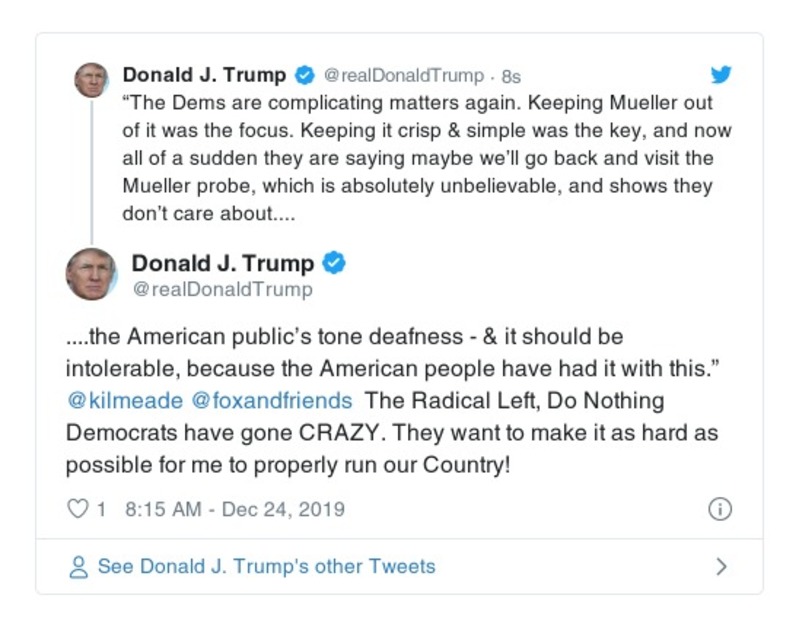 Donald J. Trump @realDonaldTrump · 8s
“The Dems are complicating matters again. Keeping Mueller out
of it was the focus. Keeping it crisp & simple was the key, and now
all of a sudden they are saying maybe we’ll go back and visit the
Mueller probe, which is absolutely unbelievable, and shows they
don’t care about....
Donald J. Trump
@realDonaldTrump
....the American public’s tone deafness - & it should be
intolerable, because the American people have had it with this.”
@kilmeade @foxandfriends The Radical Left, Do Nothing
Democrats have gone CRAZY. They want to make it as hard as
possible for me to properly run our Country!
1 8:15 AM - Dec 24, 2019
See Donald J. Trump's other Tweets